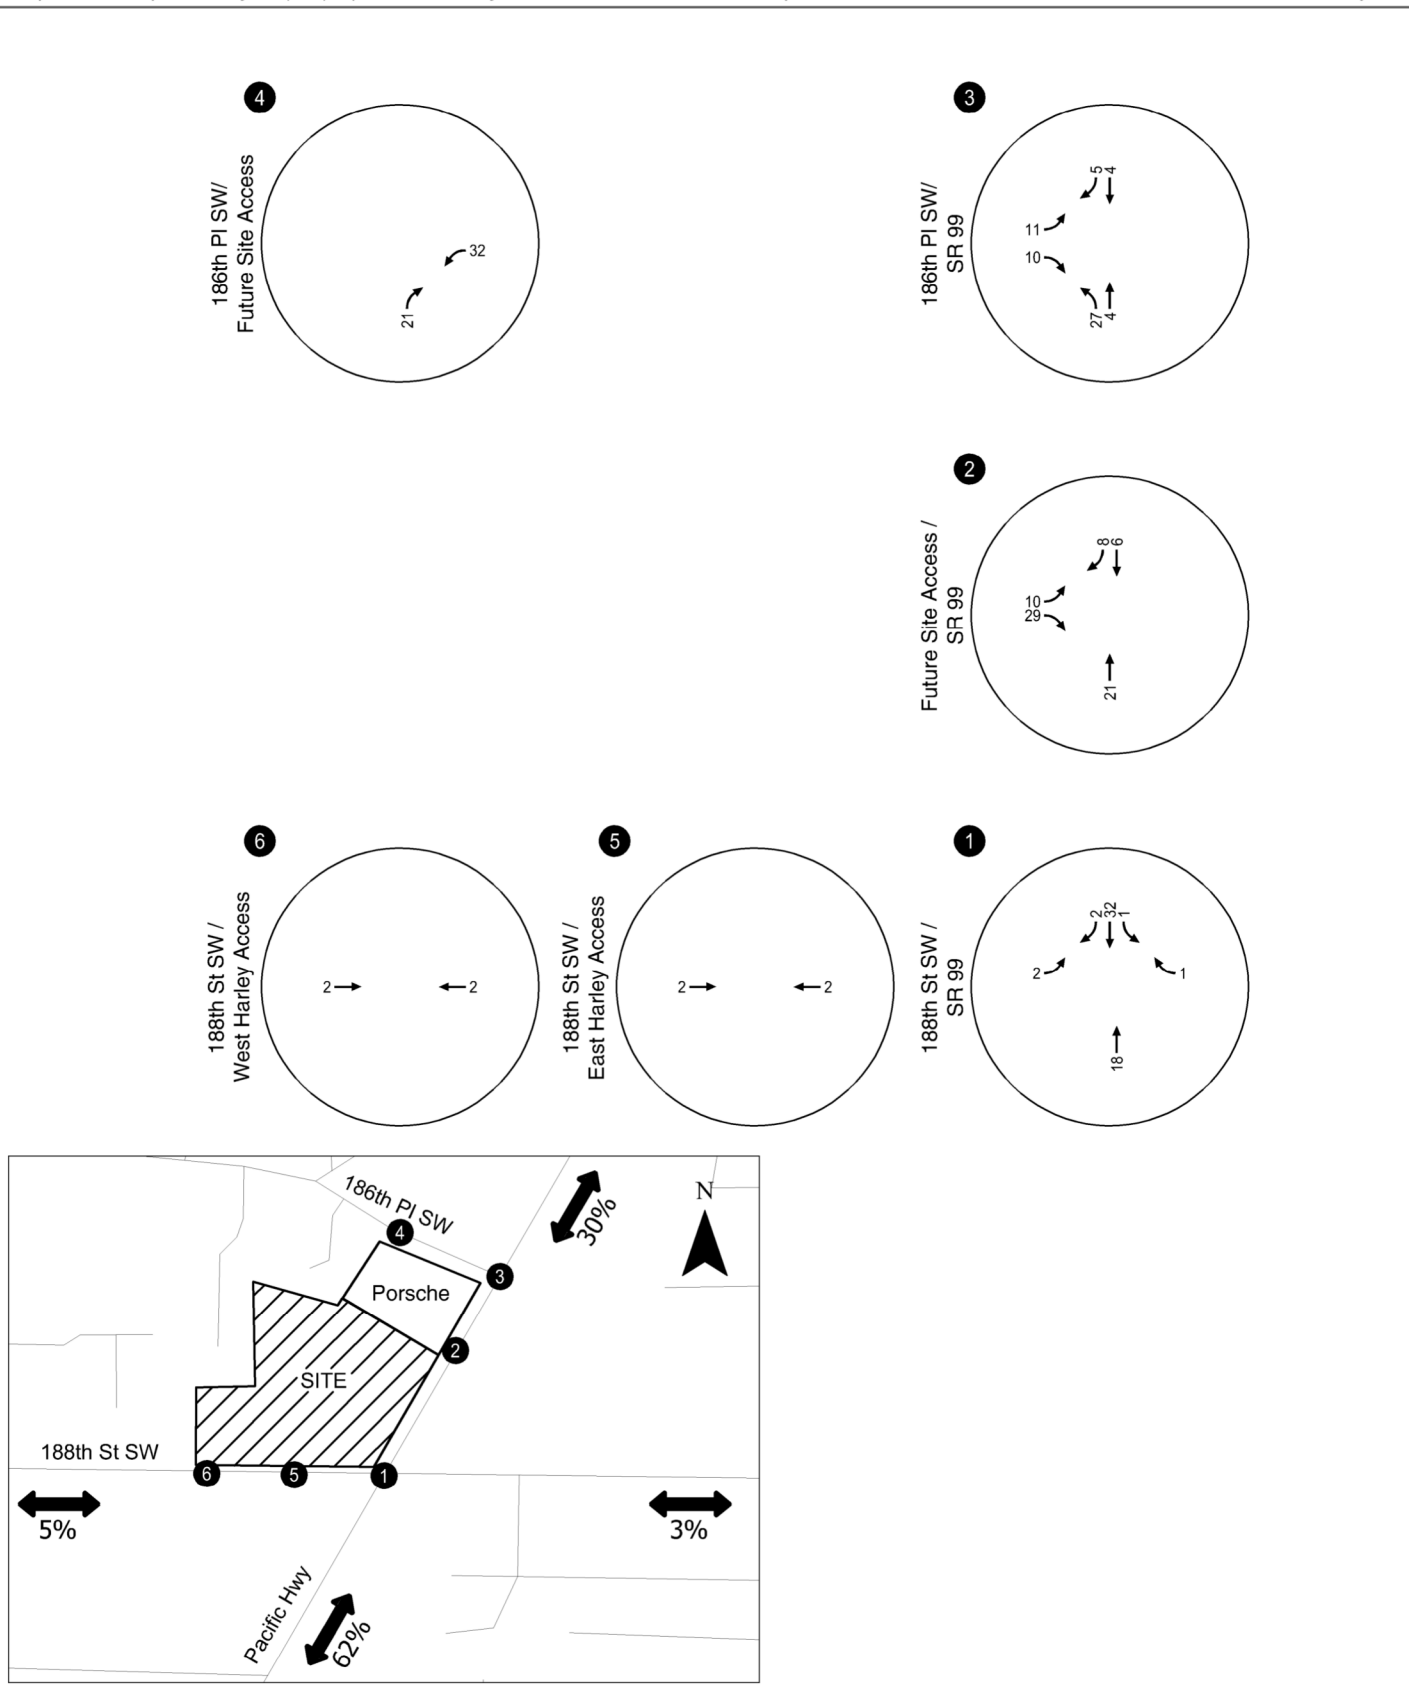 4
186th Pl SW/
Future Site Access
32
21
3
186th Pl SW/
SR 99
5
4
11
10
27
4
2
Future Site Access /
SR 99
8
6
10
29
21
6
188th St SW /
West Harley Access
2
2
5
188th St SW /
East Harley Access
2
2
1
188th St SW /
SR 99
2
32
1
2
1
18
186th Pl SW
30%
N
4
3
Porsche
2
SITE
188th St SW
6
5
1
5%
3%
Pacific Hwy
62%